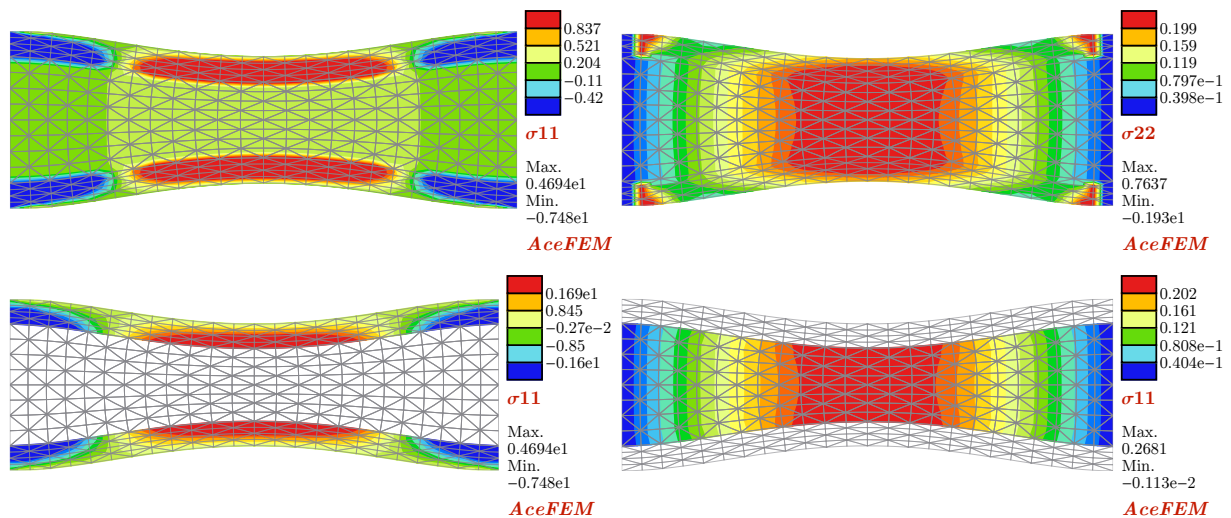 0.837
0.521
0.204
−0.11
−0.42
σ11
Max.
0.4694e1
Min.
−0.748e1
AceFEM
0.199
0.159
0.119
0.797e−1
0.398e−1
σ22
Max.
0.7637
Min.
−0.193e1
AceFEM
0.169e1
0.845
−0.27e−2
−0.85
−0.16e1
σ11
Max.
0.4694e1
Min.
−0.748e1
AceFEM
0.202
0.161
0.121
0.808e−1
0.404e−1
σ11
Max.
0.2681
Min.
−0.113e−2
AceFEM